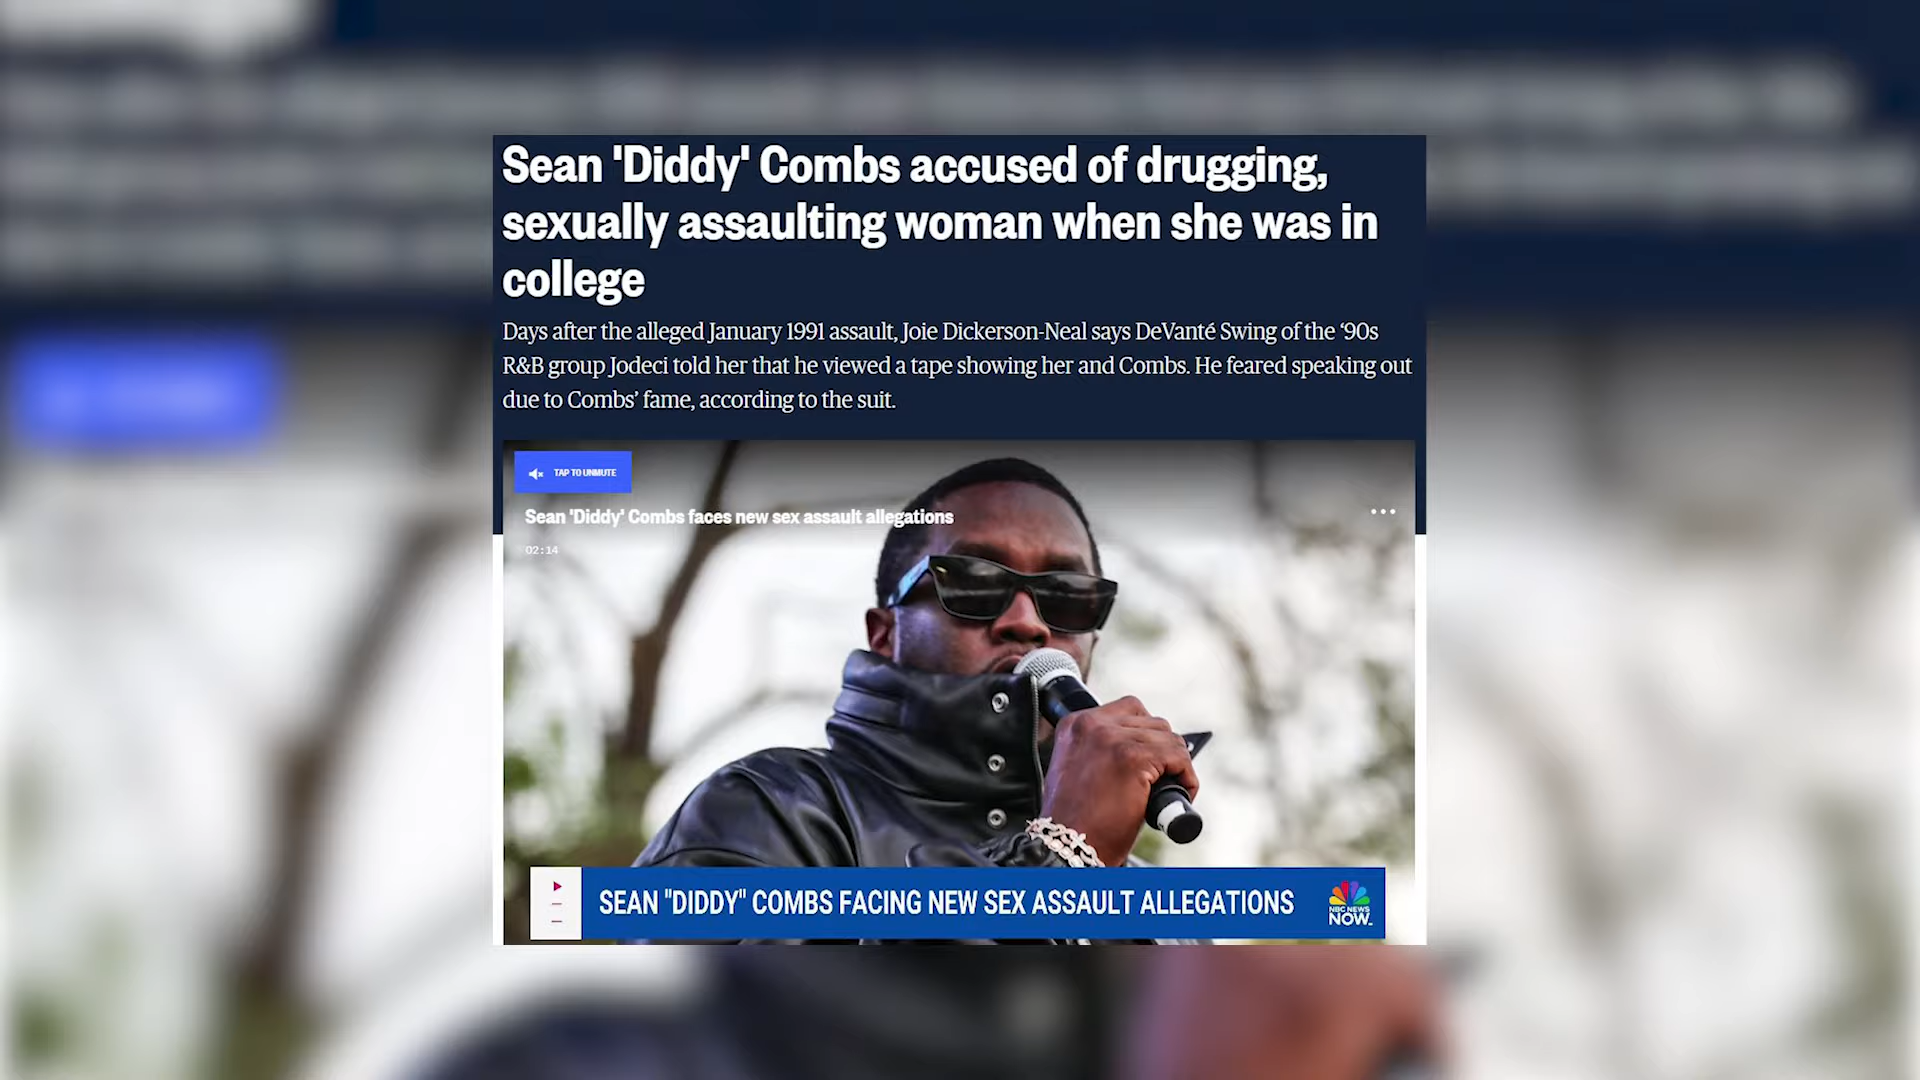 Sean 'Diddy' Combs accused of drugging,
sexually assaulting woman when she was in
college
Days after the alleged January 1991 assault, Joie Dickerson-Neal says DeVanté Swing of the ‘90s
R&B group Jodeci told her that he viewed a tape showing her and Combs. He feared speaking out
due to Combs’ fame, according to the suit.
TAP TO UNMUTE
Sean 'Diddy' Combs faces new sex assault allegations
02:14
SEAN "DIDDY" COMBS FACING NEW SEX ASSAULT ALLEGATIONS
NBC NEWS
NOW